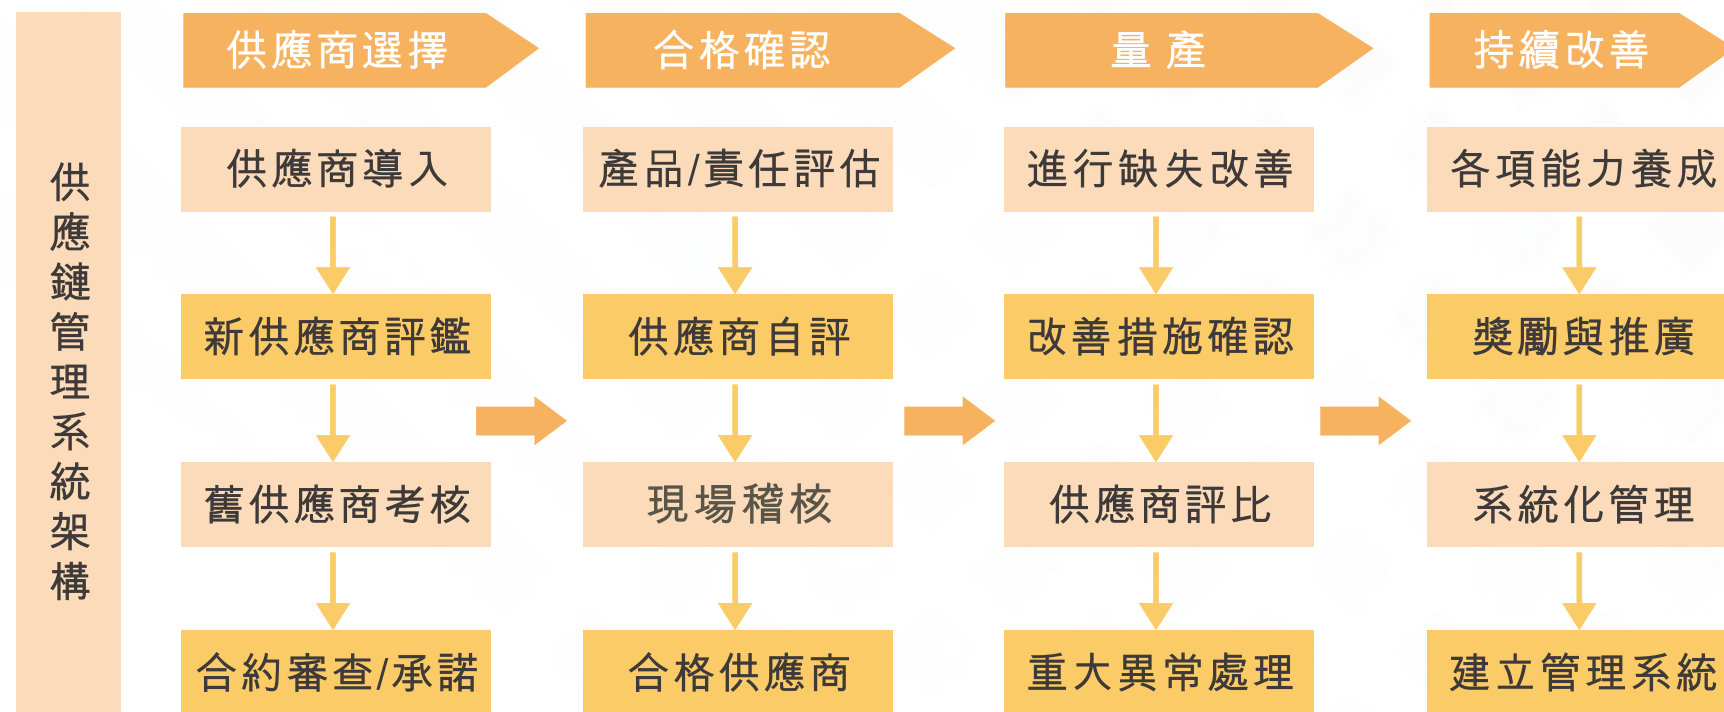 供應鏈管理系統架構
供應商選擇
供應商導入
新供應商評鑑
舊供應商考核
合約審查/承諾
合格確認
產品/責任評估
供應商自評
現場稽核
合格供應商
量產
進行缺失改善
改善措施確認
供應商評比
重大異常處理
持續改善
各項能力養成
獎勵與推廣
系統化管理
建立管理系統